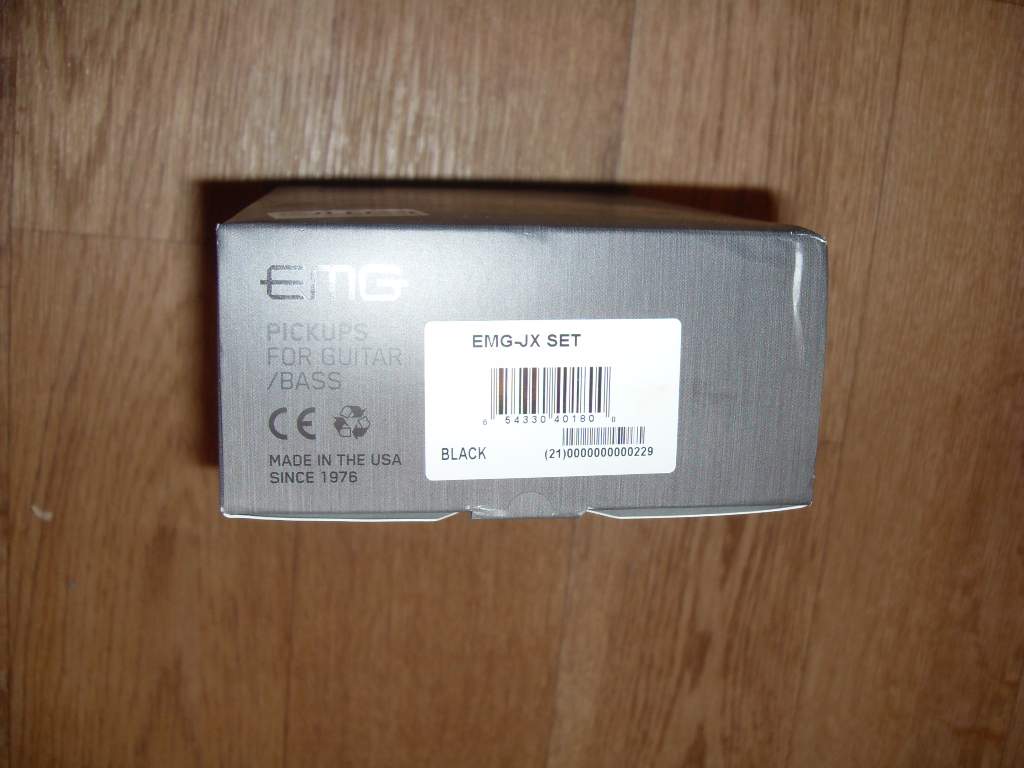 EMG
PICKUPS
FOR GUITAR
/BASS
CE
MADE IN THE USA
SINCE 1976
EMG-JX SET
6 54330 40180 8
BLACK
(21)0000000000229